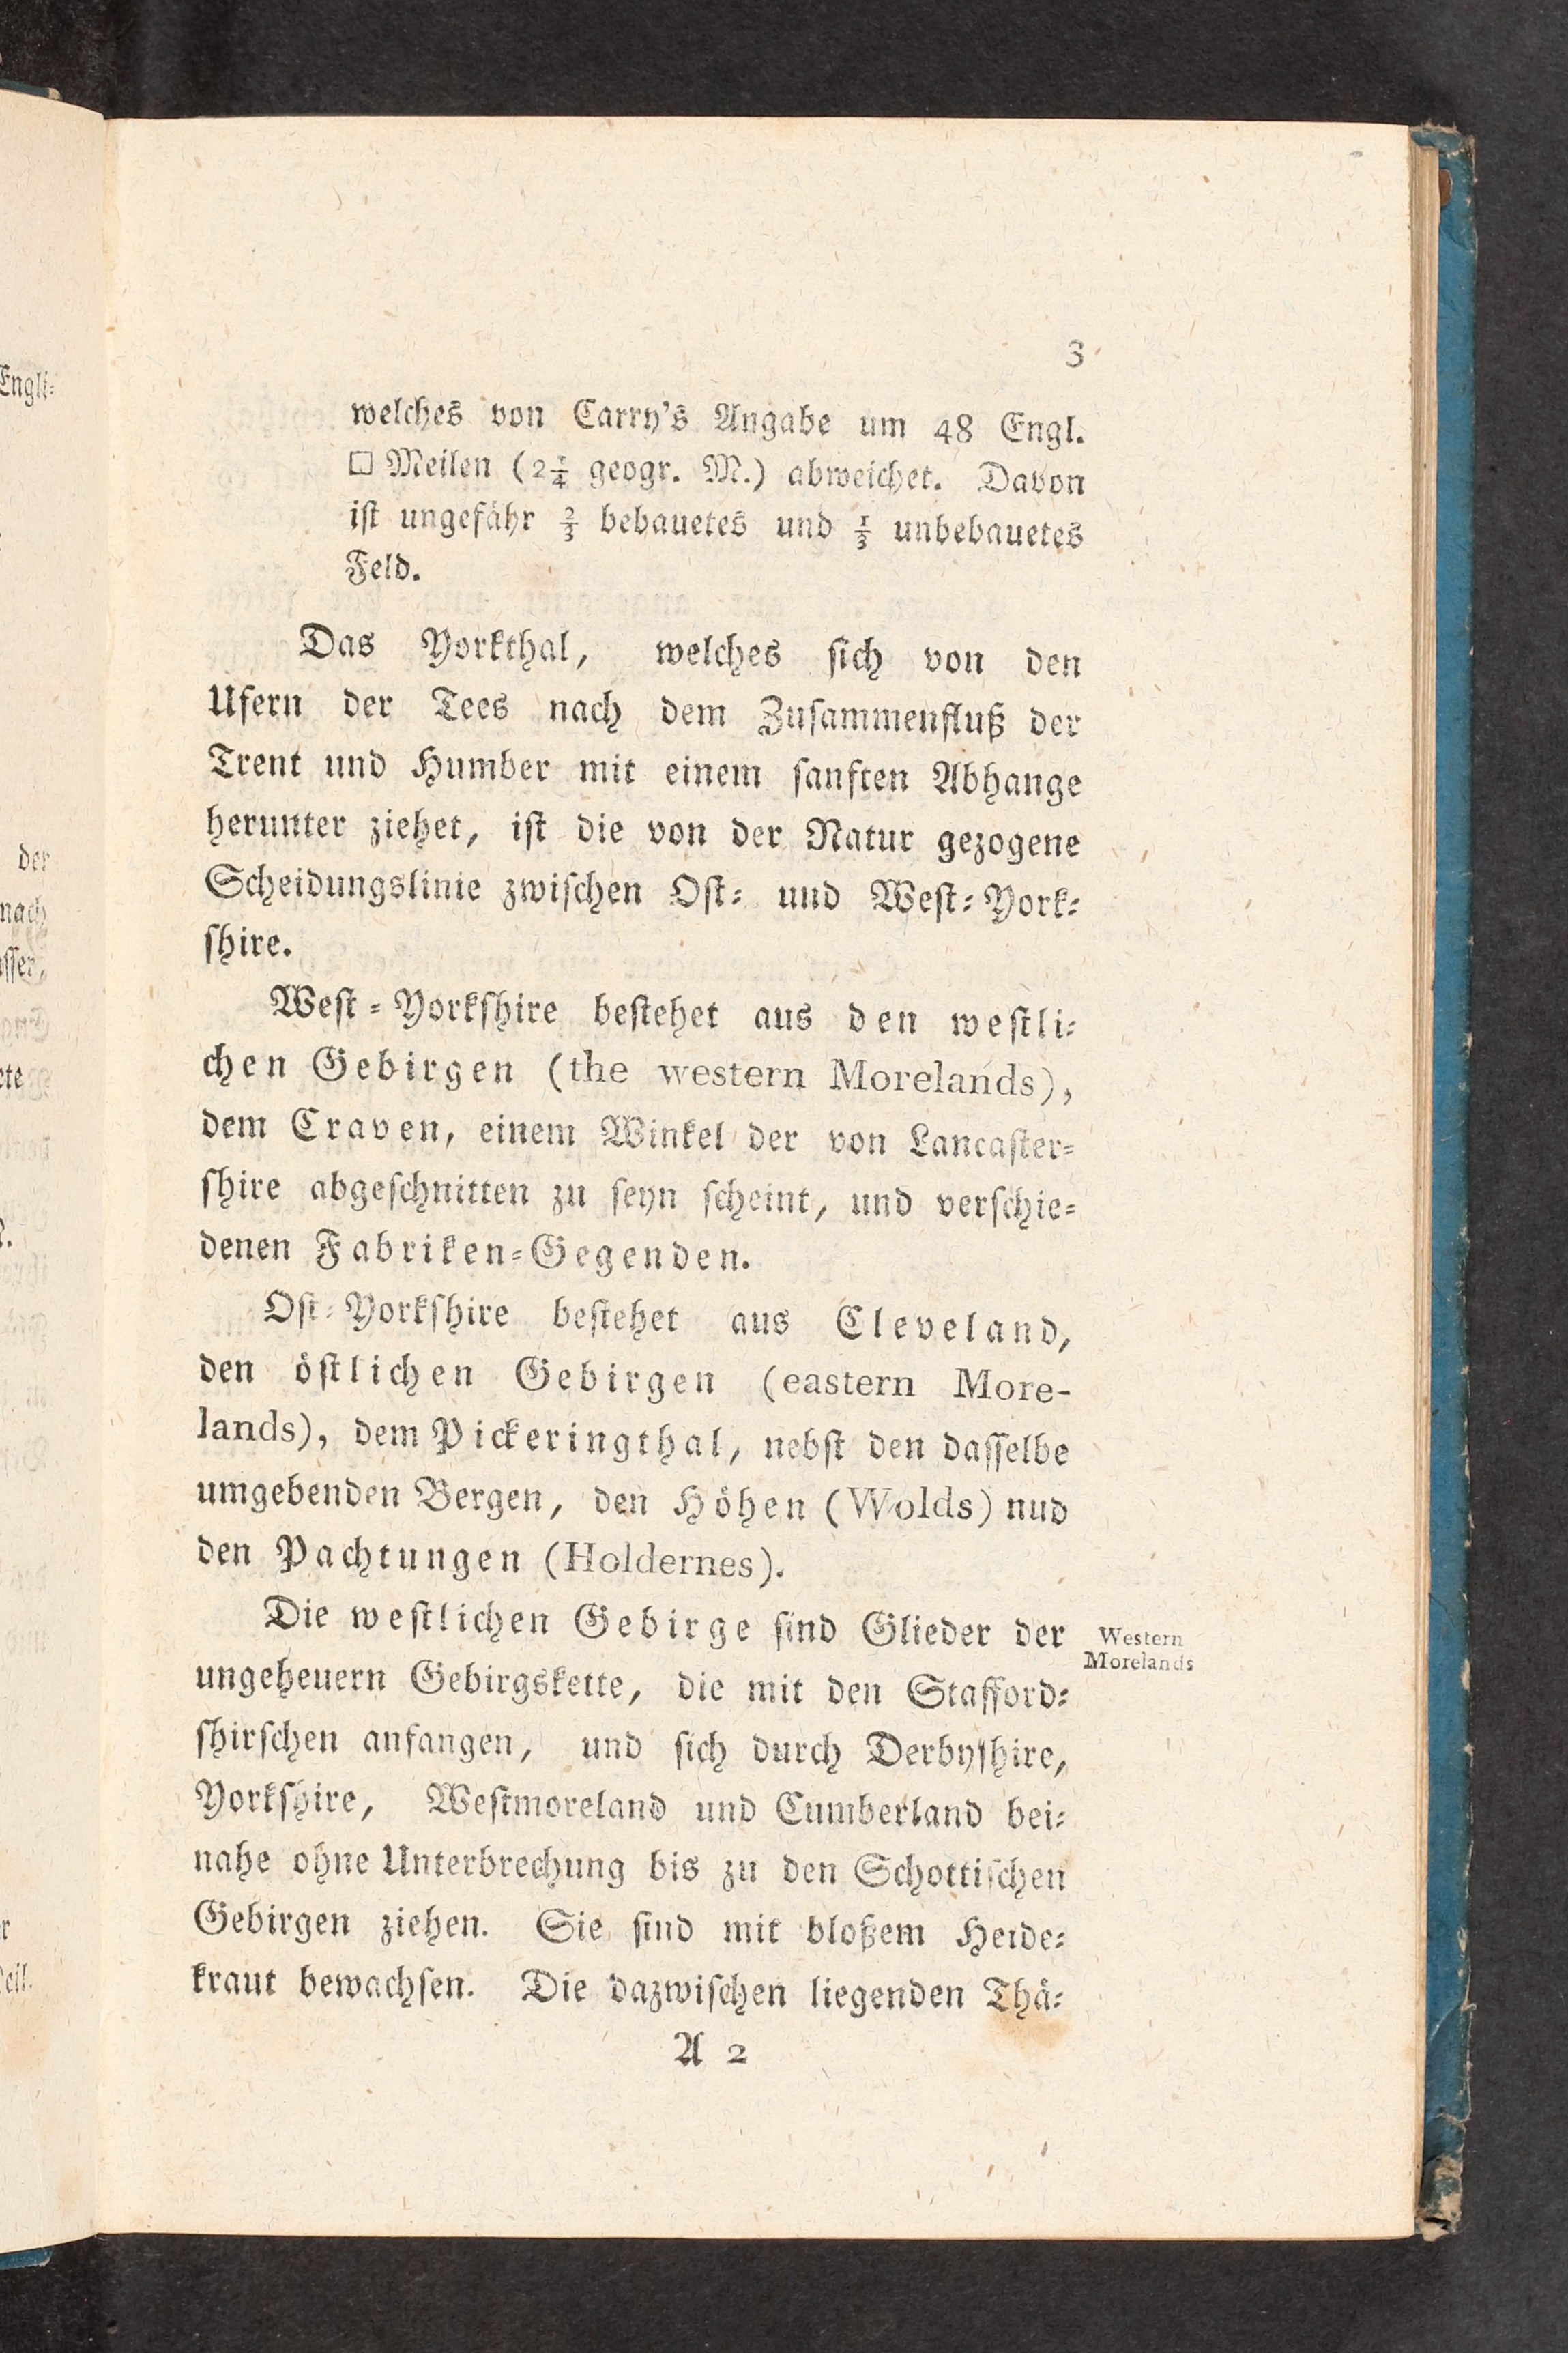 3
welches von Carry's Angabe um 48 Engl.
□ Meilen (2¼ geogr. M.) abweichet. Davon
ist ungefähr ⅔ bebauetes und ⅓ unbebauetes
Feld.
Das Yorkthal, welches sich von den
Ufern der Tees nach dem Zusammenfluß der
Trent und Humber mit einem sanften Abhange
herunter ziehet, ist die von der Natur gezogene
Scheidungslinie zwischen Ost- und West-York-
shire.
West-Yorkshire bestehet aus den westli-
chen Gebirgen (the western Morelands),
dem Craven, einem Winkel der von Lancaster-
shire abgeschnitten zu seyn scheint, und verschie-
denen Fabriken-Gegenden.
Ost-Yorkshire bestehet aus Cleveland,
den östlichen Gebirgen (eastern More-
lands), dem Pickeringthal, nebst den dasselbe
umgebenden Bergen, den Höhen (Wolds) nud
den Pachtungen (Holdernes).
Die westlichen Gebirge sind Glieder der
Western
Morelands
ungeheuern Gebirgskette, die mit den Stafford-
shirschen anfangen, und sich durch Derbyshire,
Yorkshire, Westmoreland und Cumberland bei-
nahe ohne Unterbrechung bis zu den Schottischen
Gebirgen ziehen. Sie sind mit bloßem Heide-
kraut bewachsen. Die dazwischen liegenden Thä-
A 2